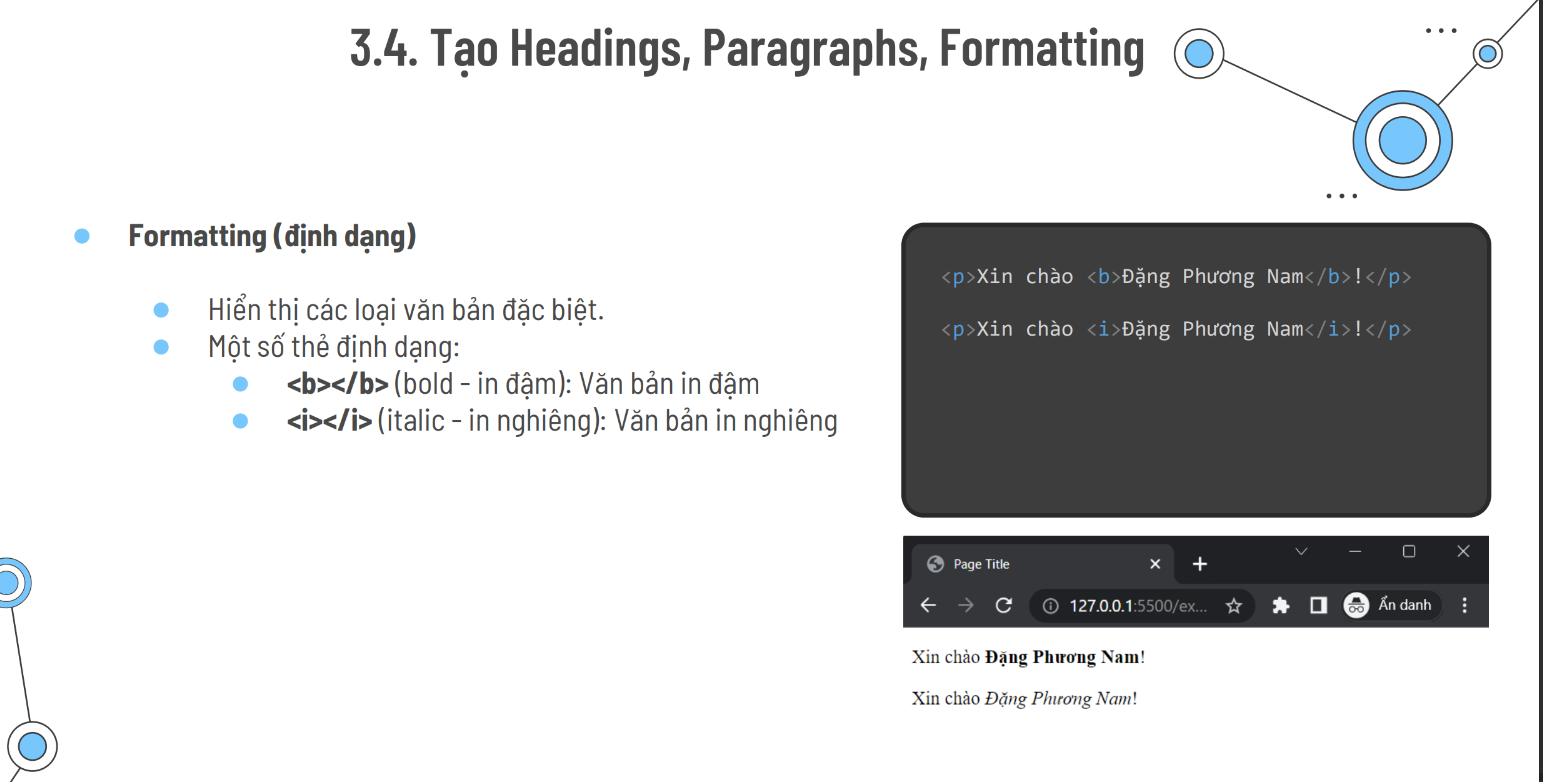 3.4. Tạo Headings, Paragraphs, Formatting
Formatting (định dạng)
Hiển thị các loại văn bản đặc biệt.
Một số thẻ định dạng:
<b></b> (bold - in đậm): Văn bản in đậm
<i></i> (italic - in nghiêng): Văn bản in nghiêng
<p>Xin chào <b>Đặng Phương Nam</b>!</p>
<p>Xin chào <i>Đặng Phương Nam</i>!</p>
Page Title
127.0.0.1:5500/ex...
Ẩn danh
Xin chào Đặng Phương Nam!
Xin chào Đặng Phương Nam!